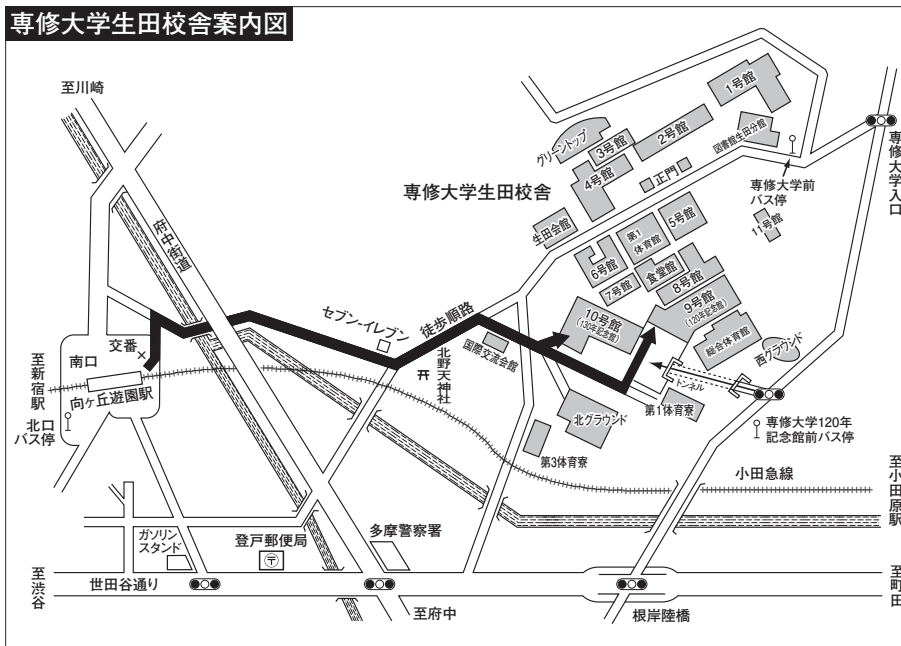 専修大学生田校舎案内図
至川崎
府中街道
セブン-イレブン
徒歩順路
北野天神社
国際交流会館
交番
南口
向ヶ丘遊園駅
至新宿駅
北口
バス停
専修大学生田校舎
グリーントップ
1号館
2号館
3号館
4号館
図書館生田分館
正門
専修大学前
バス停
専修大学入口
11号館
生田会館
第1
体育館
5号館
6号館
7号館
食堂館
8号館
9号館
(120年記念館)
10号館
(130年記念館)
総合体育館
西グラウンド
トンネル
第1体育寮
北グラウンド
第3体育寮
専修大学120年
記念館前バス停
小田急線
至小田原駅
ガソリン
スタンド
登戸郵便局
多摩警察署
至渋谷
世田谷通り
至府中
根岸陸橋
至町田